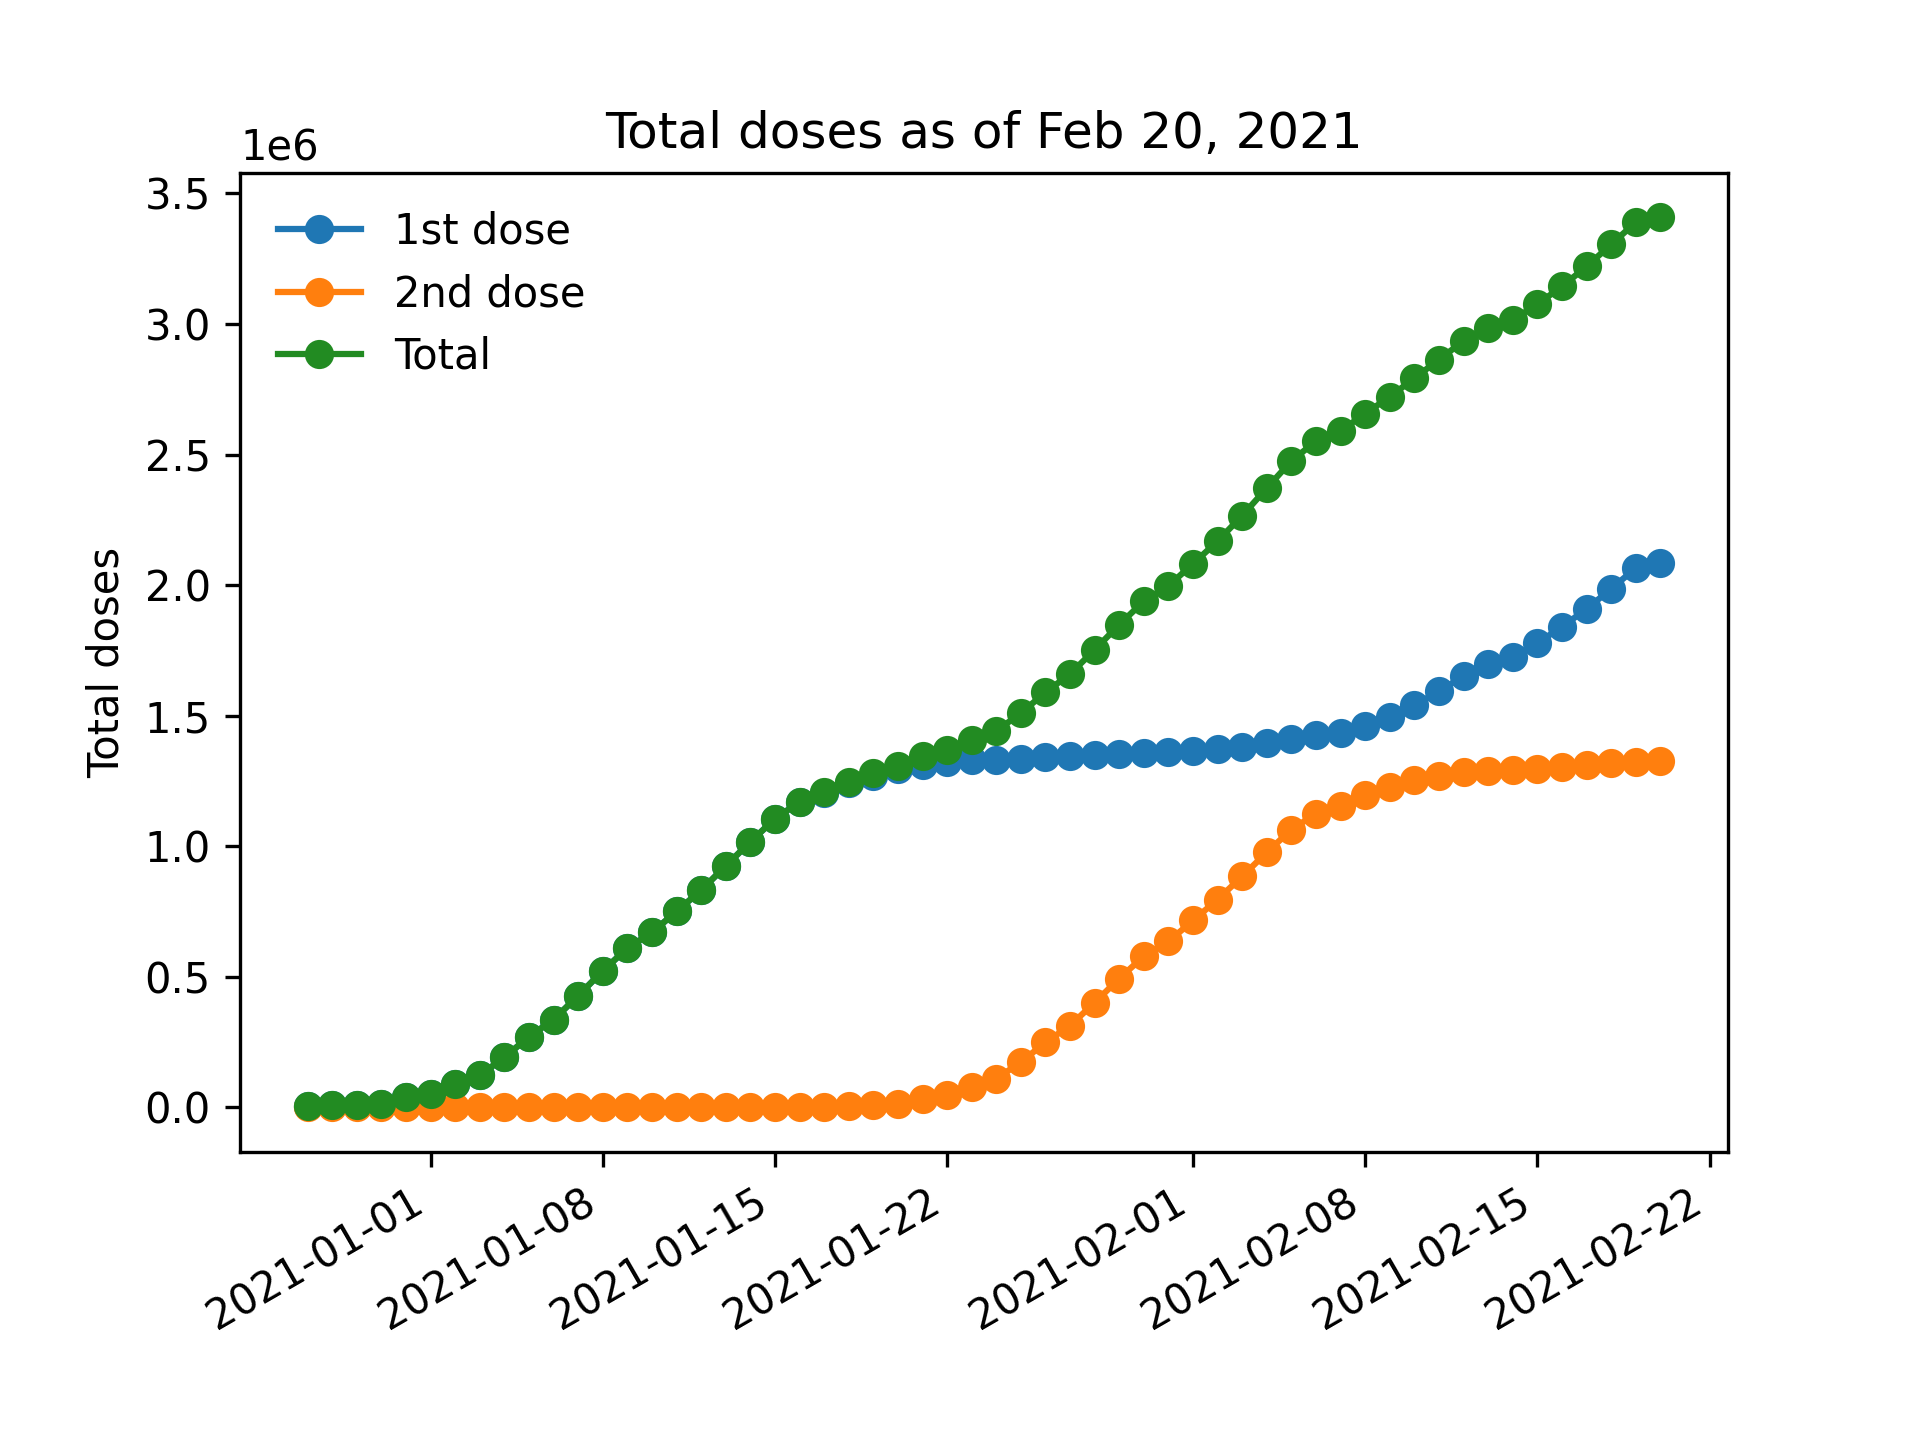 Total doses as of Feb 20, 2021
1e6
3.5
3.0
2.5
2.0
1.5
1.0
0.5
0.0
Total doses
1st dose
2nd dose
Total
2021-01-01
2021-01-08
2021-01-15
2021-01-22
2021-02-01
2021-02-08
2021-02-15
2021-02-22